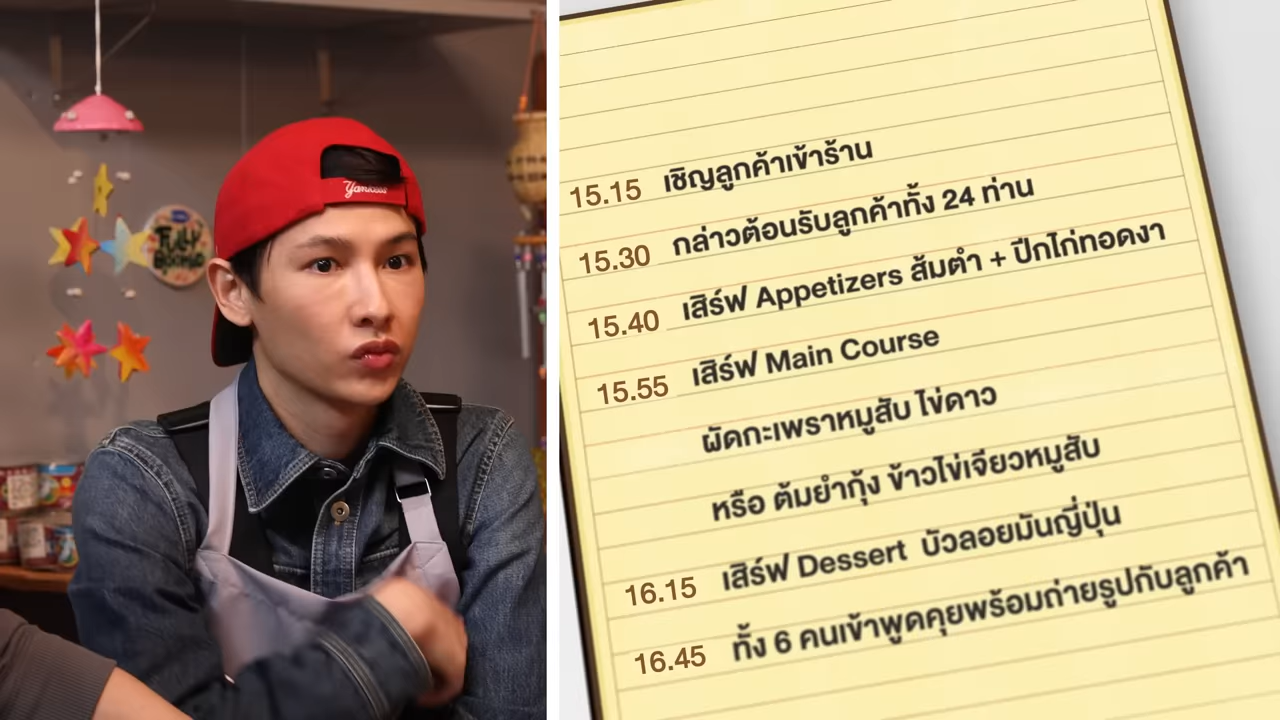 Yankees
15.15 เชิญลูกค้าเข้าร้าน
15.30 กล่าวต้อนรับลูกค้าทั้ง 24 ท่าน
15.40 เสิร์ฟ Appetizers ส้มตำ + ปีกไก่ทอดงา
15.55 เสิร์ฟ Main Course
ผัดกะเพราหมูสับ ไข่ดาว
หรือ ต้มยำกุ้ง ข้าวไข่เจียวหมูสับ
16.15 เสิร์ฟ Dessert บัวลอยมันญี่ปุ่น
16.45 ทั้ง 6 คนเข้าพูดคุยพร้อมถ่ายรูปกับลูกค้า